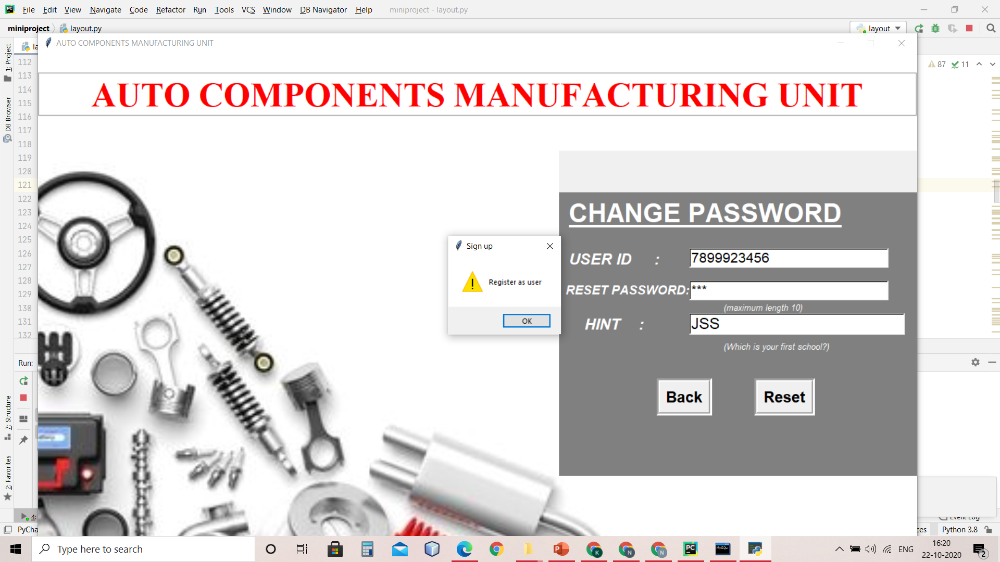 File Edit View Navigate Code Refactor Run Tools VCS Window DB Navigator Help miniproject - layout.py
miniproject layout.py
layout
AUTO COMPONENTS MANUFACTURING UNIT
1: Project
DB Browser
112
113
114
115
116
117
118
119
120
121
122
123
124
125
126
127
128
129
130
131
132
87 11
AUTO COMPONENTS MANUFACTURING UNIT
CHANGE PASSWORD
USER ID : 7899923456
RESET PASSWORD: ***
(maximum length 10)
HINT : JSS
(Which is your first school?)
Back Reset
Sign up
Register as user
OK
Run:
7: Structure
2: Favorites
4:
Event Log
PyCha
ces Python 3.8
Type here to search
ENG
16:20
22-10-2020
2